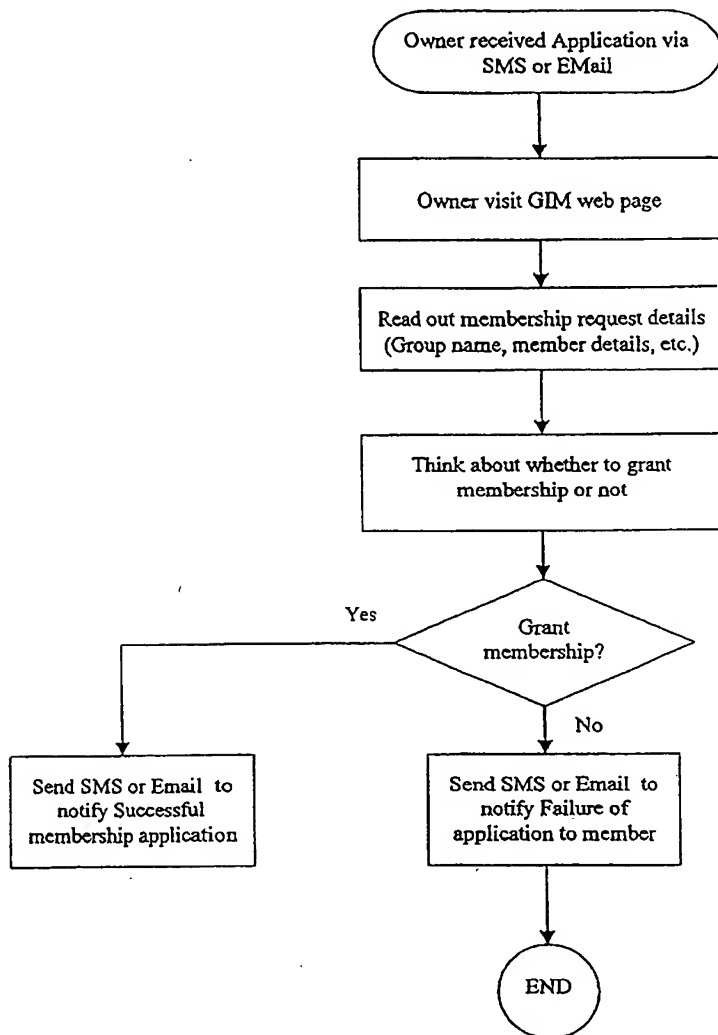 Owner received Application via
SMS or EMail
Owner visit GIM web page
Read out membership request details
(Group name, member details, etc.)
Think about whether to grant
membership or not
Yes
Grant
membership?
No
Send SMS or Email to
notify Successful
membership application
Send SMS or Email to
notify Failure of
application to member
END